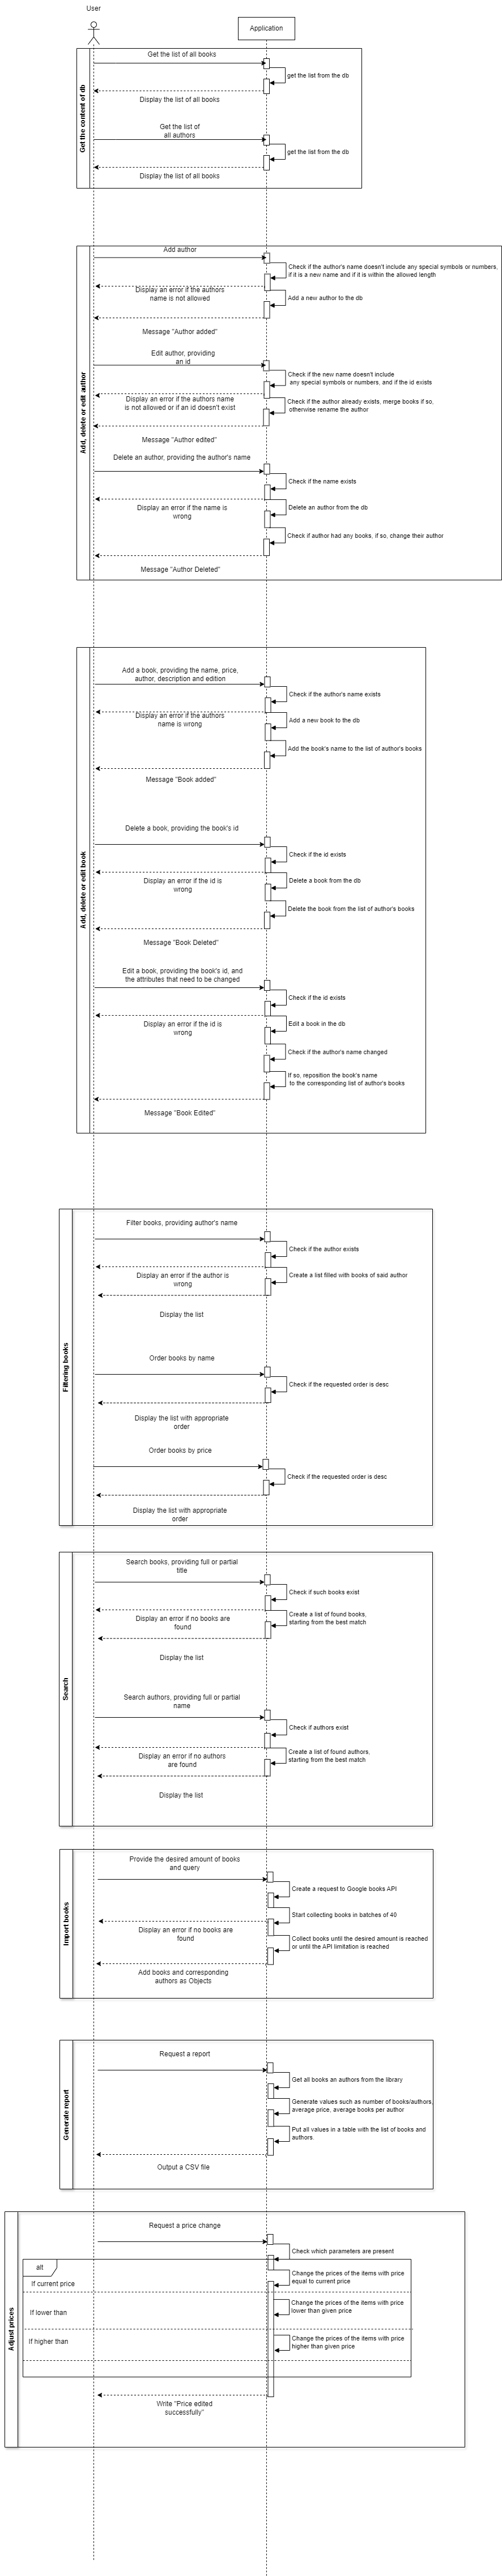 User
Application
Get the content of db
Get the list of all books
get the list from the db
Display the list of all books
Get the list of
all authors
get the list from the db
Display the list of all books
Add, delete or edit author
Add author
Check if the author's name doesn't include any special symbols or numbers,
if it is a new name and if it is within the allowed length
Display an error if the authors
name is not allowed
Add a new author to the db
Message "Author added"
Edit author, providing
an id
Check if the new name doesn't include
any special symbols or numbers, and if the id exists
Display an error if the authors name
is not allowed or if an id doesn't exist
Check if the author already exists, merge books if so,
otherwise rename the author
Message "Author edited"
Delete an author, providing the author's name
Check if the name exists
Display an error if the name is
wrong
Delete an author from the db
Check if author had any books, if so, change their author
Message "Author Deleted"
Add, delete or edit book
Add a book, providing the name, price,
author, description and edition
Check if the author's name exists
Display an error if the authors
name is wrong
Add a new book to the db
Add the book's name to the list of author's books
Message "Book added"
Delete a book, providing the book's id
Check if the id exists
Display an error if the id is
wrong
Delete a book from the db
Delete the book from the list of author's books
Message "Book Deleted"
Edit a book, providing the book's id, and
the attributes that need to be changed
Check if the id exists
Display an error if the id is
wrong
Edit a book in the db
Check if the author's name changed
If so, reposition the book's name
to the corresponding list of author's books
Message "Book Edited"
Filtering books
Filter books, providing author's name
Check if the author exists
Display an error if the author is
wrong
Create a list filled with books of said author
Display the list
Order books by name
Check if the requested order is desc
Display the list with appropriate
order
Order books by price
Check if the requested order is desc
Display the list with appropriate
order
Search
Search books, providing full or partial
title
Check if such books exist
Display an error if no books are
found
Create a list of found books,
starting from the best match
Display the list
Search authors, providing full or partial
name
Check if authors exist
Display an error if no authors
are found
Create a list of found authors,
starting from the best match
Display the list
Import books
Provide the desired amount of books
and query
Create a request to Google books API
Start collecting books in batches of 40
Display an error if no books are
found
Collect books until the desired amount is reached
or until the API limitation is reached
Add books and corresponding
authors as Objects
Generate report
Request a report
Get all books an authors from the library
Generate values such as number of books/authors,
average price, average books per author
Put all values in a table with the list of books and
authors.
Output a CSV file
Adjust prices
Request a price change
Check which parameters are present
alt
If current price
Change the prices of the items with price
equal to current price
If lower than
Change the prices of the items with price
lower than given price
If higher than
Change the prices of the items with price
higher than given price
Write "Price edited
successfully"